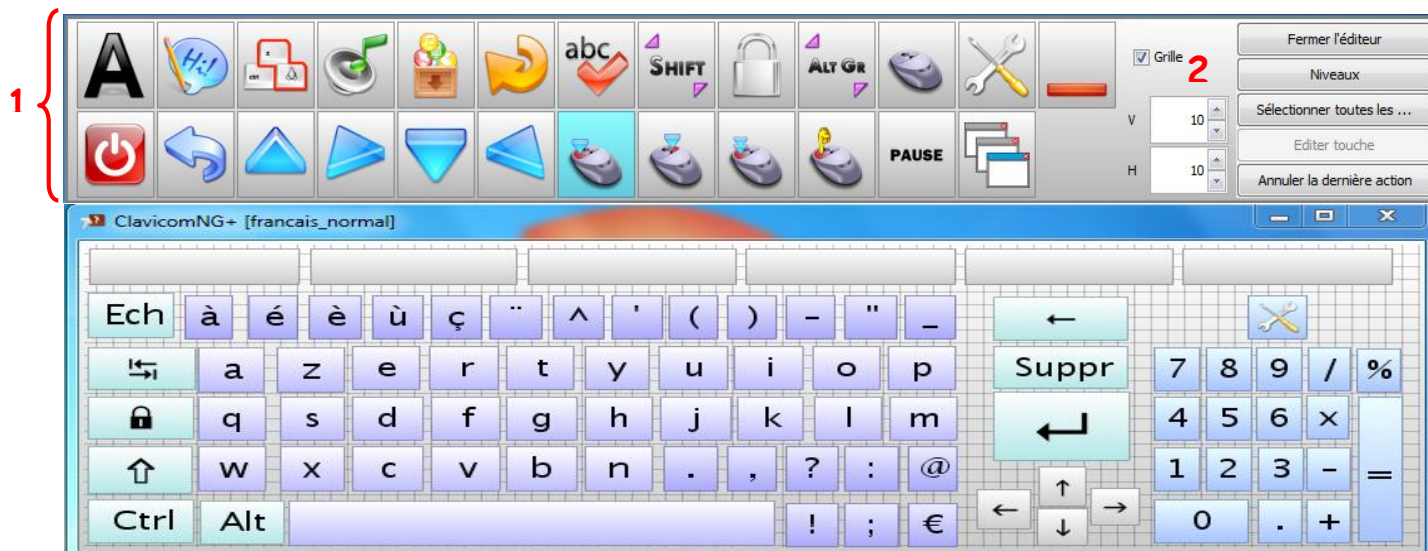 1
A Hi! ctrl abc SHIFT ALT GR
Grille 2
Fermer l'éditeur
Niveaux
V 10
Sélectionner toutes les ...
PAUSE
Editer touche
H 10
Annuler la dernière action
ClavicomNG+ [francais_normal]
Ech à é è ù ç ¨ ^ ' ( ) - " _ ←
a z e r t y u i o p Suppr 7 8 9 / %
q s d f g h j k l m 4 5 6 x
w x c v b n . , ? : @ ↑ 1 2 3 - =
Ctrl Alt ! ; € ← ↓ → 0 . +